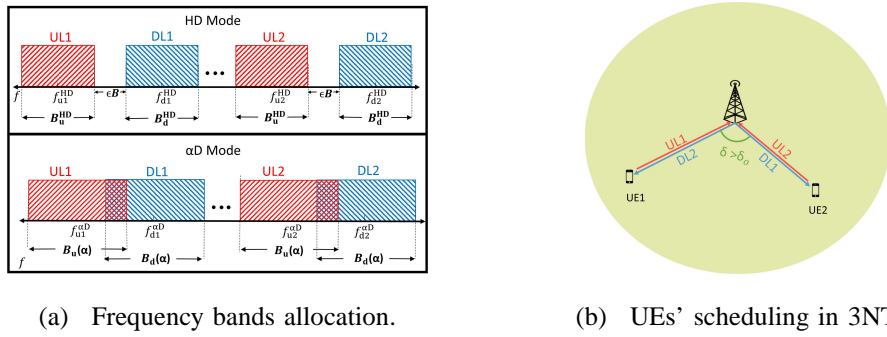 HD Mode
UL1 DL1 UL2 DL2
...
f f_u1^HD ϵB f_d1^HD f_u2^HD ϵB f_d2^HD
B_u^HD B_d^HD B_u^HD B_d^HD
αD Mode
UL1 DL1 UL2 DL2
...
f_u1^αD f_d1^αD f_u2^αD f_d2^αD
B_u(α) B_u(α)
f B_d(α) B_d(α)
(a) Frequency bands allocation.
UL1
DL2
UL2
DL1
δ >δ_o
UE1
UE2
(b) UEs' scheduling in 3NT